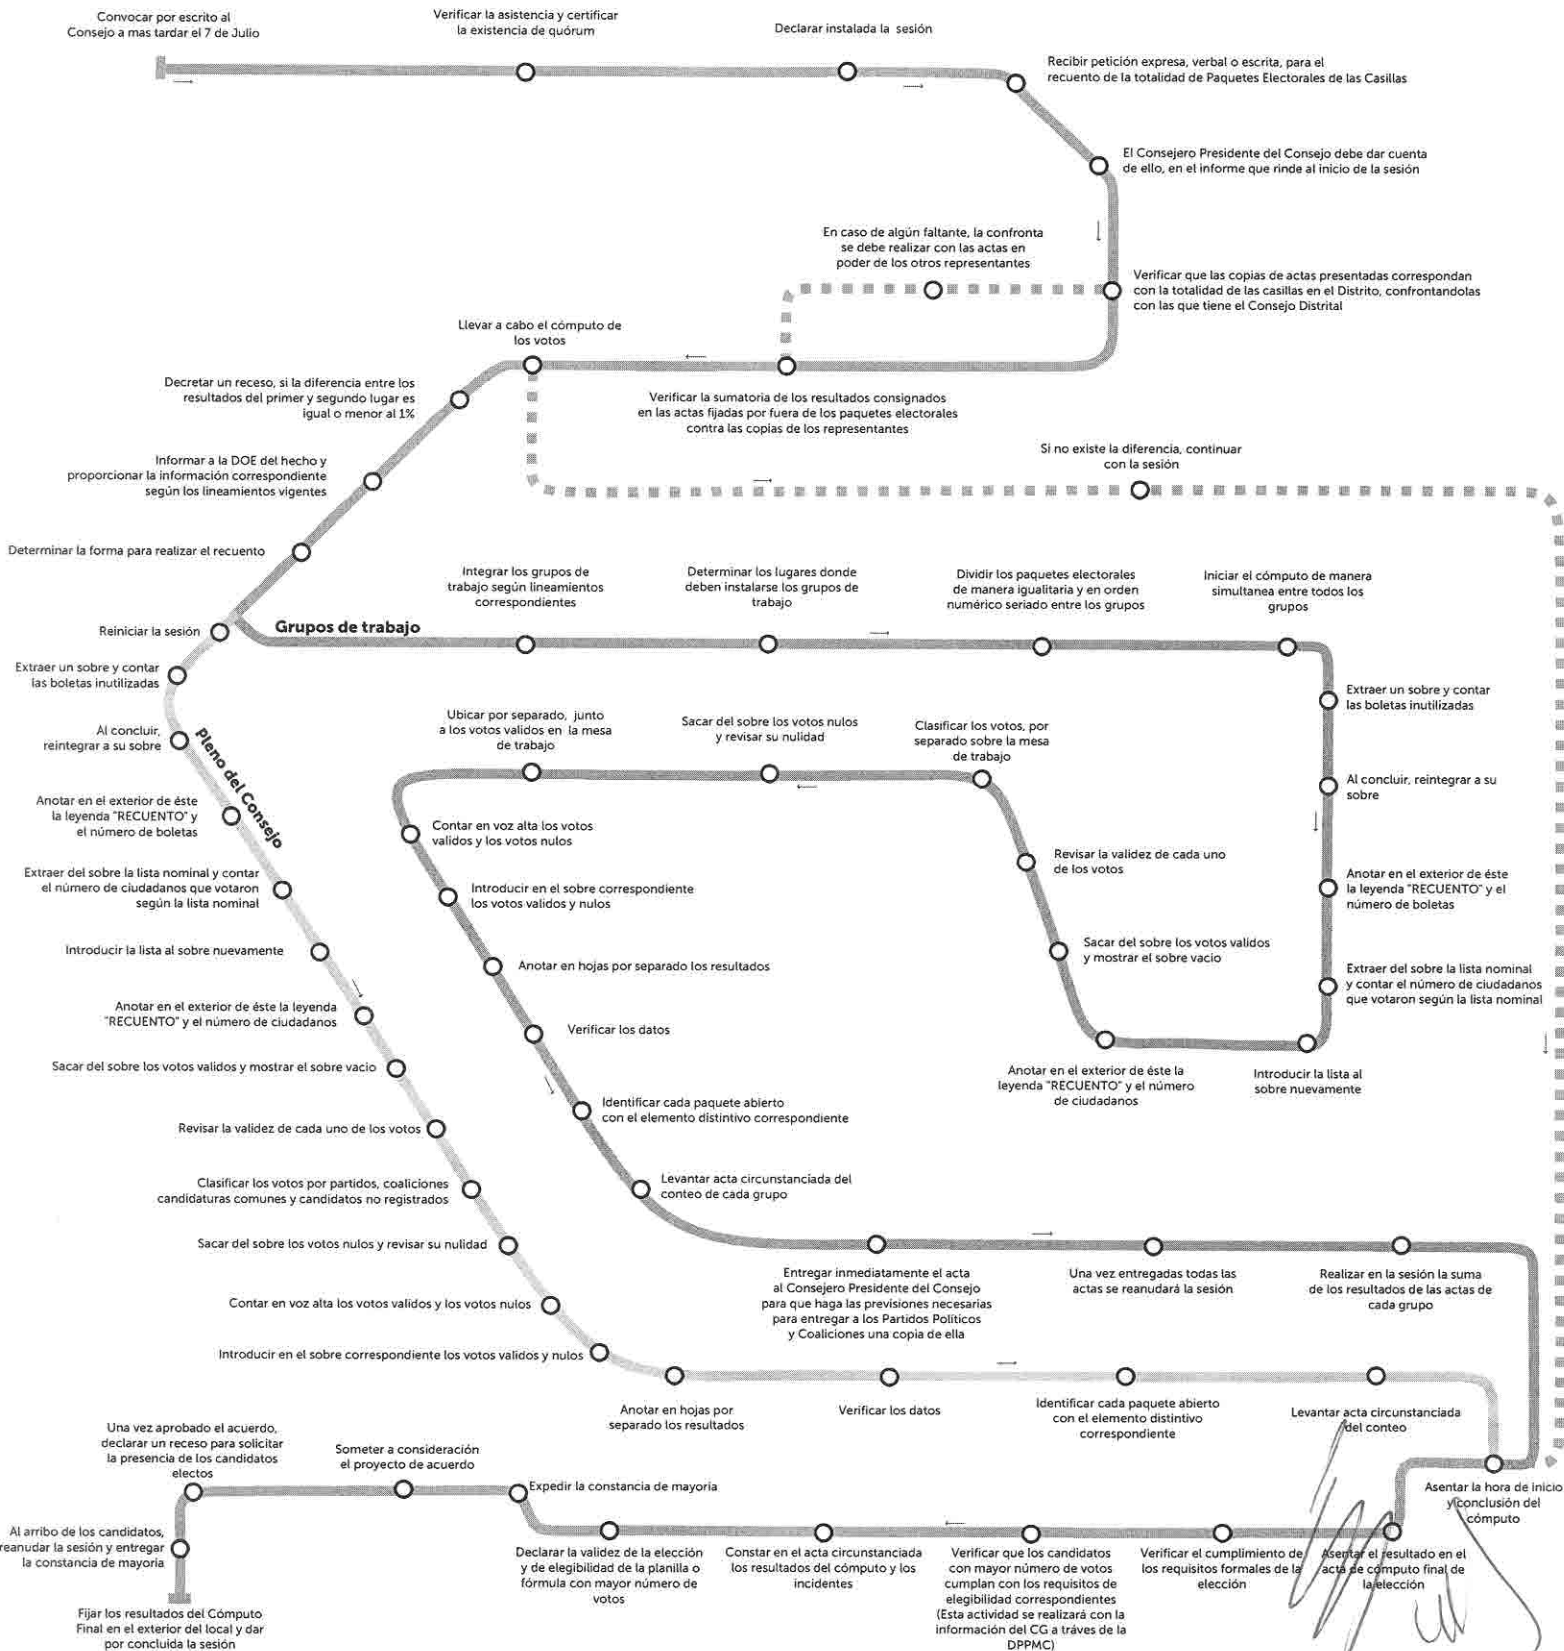 Convocar por escrito al
Consejo a mas tardar el 7 de Julio
Verificar la asistencia y certificar
la existencia de quórum
Declarar instalada la sesión
Recibir petición expresa, verbal o escrita, para el
recuento de la totalidad de Paquetes Electorales de las Casillas
El Consejero Presidente del Consejo debe dar cuenta
de ello, en el informe que rinde al inicio de la sesión
En caso de algún faltante, la confronta
se debe realizar con las actas en
poder de los otros representantes
Verificar que las copias de actas presentadas correspondan
con la totalidad de las casillas en el Distrito, confrontandolas
con las que tiene el Consejo Distrital
Llevar a cabo el cómputo de
los votos
Verificar la sumatoria de los resultados consignados
en las actas fijadas por fuera de los paquetes electorales
contra las copias de los representantes
Decretar un receso, si la diferencia entre los
resultados del primer y segundo lugar es
igual o menor al 1%
Si no existe la diferencia, continuar
con la sesión
Informar a la DOE del hecho y
proporcionar la información correspondiente
según los lineamientos vigentes
Determinar la forma para realizar el recuento
Grupos de trabajo
Integrar los grupos de
trabajo según lineamientos
correspondientes
Determinar los lugares donde
deben instalarse los grupos de
trabajo
Dividir los paquetes electorales
de manera igualitaria y en orden
numérico seriado entre los grupos
Iniciar el cómputo de manera
simultanea entre todos los
grupos
Extraer un sobre y contar
las boletas inutilizadas
Al concluir, reintegrar a su
sobre
Anotar en el exterior de éste
la leyenda "RECUENTO" y el
número de boletas
Extraer del sobre la lista nominal
y contar el número de ciudadanos
que votaron según la lista nominal
Introducir la lista al
sobre nuevamente
Anotar en el exterior de éste la
leyenda "RECUENTO" y el número
de ciudadanos
Sacar del sobre los votos validos
y mostrar el sobre vacio
Revisar la validez de cada uno
de los votos
Clasificar los votos, por
separado sobre la mesa
de trabajo
Sacar del sobre los votos nulos
y revisar su nulidad
Ubicar por separado, junto
a los votos validos en la mesa
de trabajo
Contar en voz alta los votos
validos y los votos nulos
Introducir en el sobre correspondiente
los votos validos y nulos
Anotar en hojas por separado los resultados
Verificar los datos
Identificar cada paquete abierto
con el elemento distintivo correspondiente
Levantar acta circunstanciada del
conteo de cada grupo
Entregar inmediatamente el acta
al Consejero Presidente del Consejo
para que haga las previsiones necesarias
para entregar a los Partidos Políticos
y Coaliciones una copia de ella
Una vez entregadas todas las
actas se reanudará la sesión
Realizar en la sesión la suma
de los resultados de las actas de
cada grupo
Pleno del Consejo
Reiniciar la sesión
Extraer un sobre y contar
las boletas inutilizadas
Al concluir,
reintegrar a su sobre
Anotar en el exterior de éste
la leyenda "RECUENTO" y
el número de boletas
Extraer del sobre la lista nominal y contar
el número de ciudadanos que votaron
según la lista nominal
Introducir la lista al sobre nuevamente
Anotar en el exterior de éste la leyenda
"RECUENTO" y el número de ciudadanos
Sacar del sobre los votos validos y mostrar el sobre vacio
Revisar la validez de cada uno de los votos
Clasificar los votos por partidos, coaliciones
candidaturas comunes y candidatos no registrados
Sacar del sobre los votos nulos y revisar su nulidad
Contar en voz alta los votos validos y los votos nulos
Introducir en el sobre correspondiente los votos validos y nulos
Anotar en hojas por
separado los resultados
Verificar los datos
Identificar cada paquete abierto
con el elemento distintivo
correspondiente
Levantar acta circunstanciada
del conteo
Asentar la hora de inicio
y conclusión del
cómputo
Asentar el resultado en el
acta de cómputo final de
la elección
Verificar el cumplimiento de
los requisitos formales de la
elección
Verificar que los candidatos
con mayor número de votos
cumplan con los requisitos de
elegibilidad correspondientes
(Esta actividad se realizará con la
información del CG a tráves de la
DPPMC)
Constar en el acta circunstanciada
los resultados del cómputo y los
incidentes
Declarar la validez de la elección
y de elegibilidad de la planilla o
fórmula con mayor número de
votos
Expedir la constancia de mayoría
Someter a consideración
el proyecto de acuerdo
Una vez aprobado el acuerdo,
declarar un receso para solicitar
la presencia de los candidatos
electos
Al arribo de los candidatos,
reanudar la sesión y entregar
la constancia de mayoría
Fijar los resultados del Cómputo
Final en el exterior del local y dar
por concluida la sesión